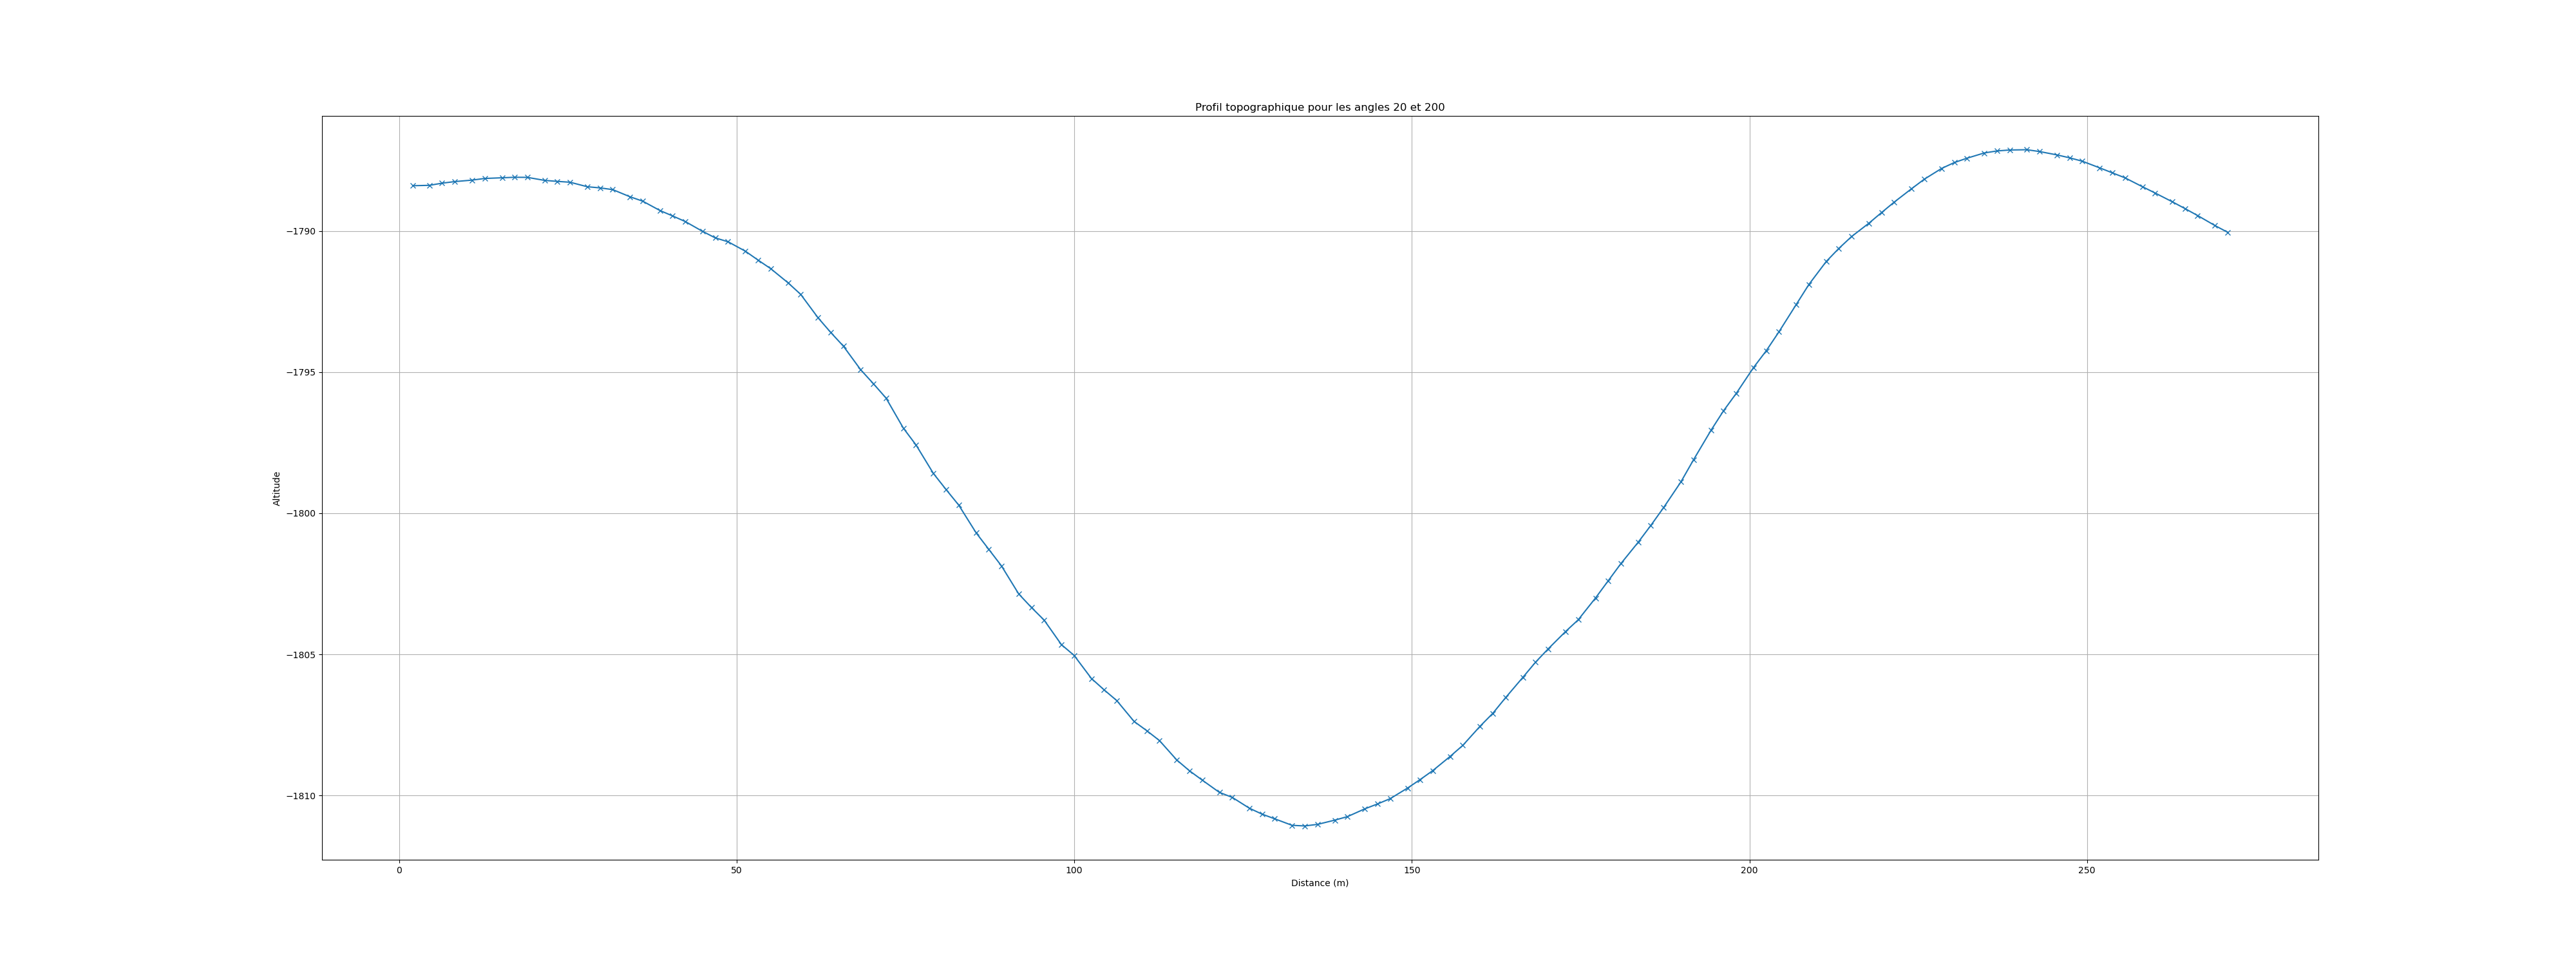 Profil topographique pour les angles 20 et 200
Altitude
−1790
−1795
−1800
−1805
−1810
0 50 100 150 200 250
Distance (m)